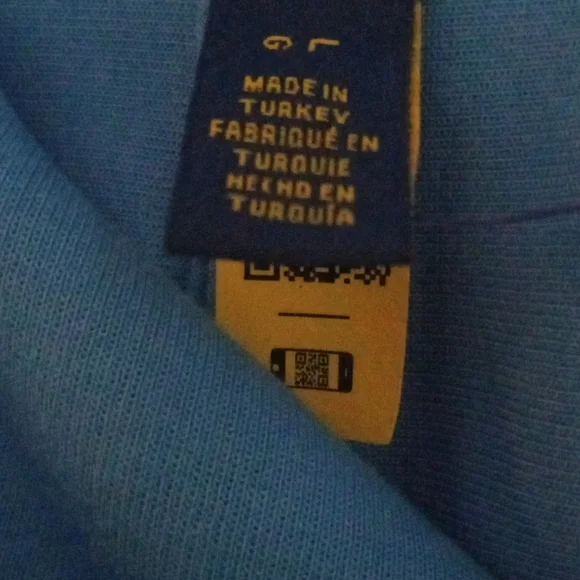 MADE IN
TURKEY
FABRIQUÉ EN
TURQUIE
HECHO EN
TURQUÍA